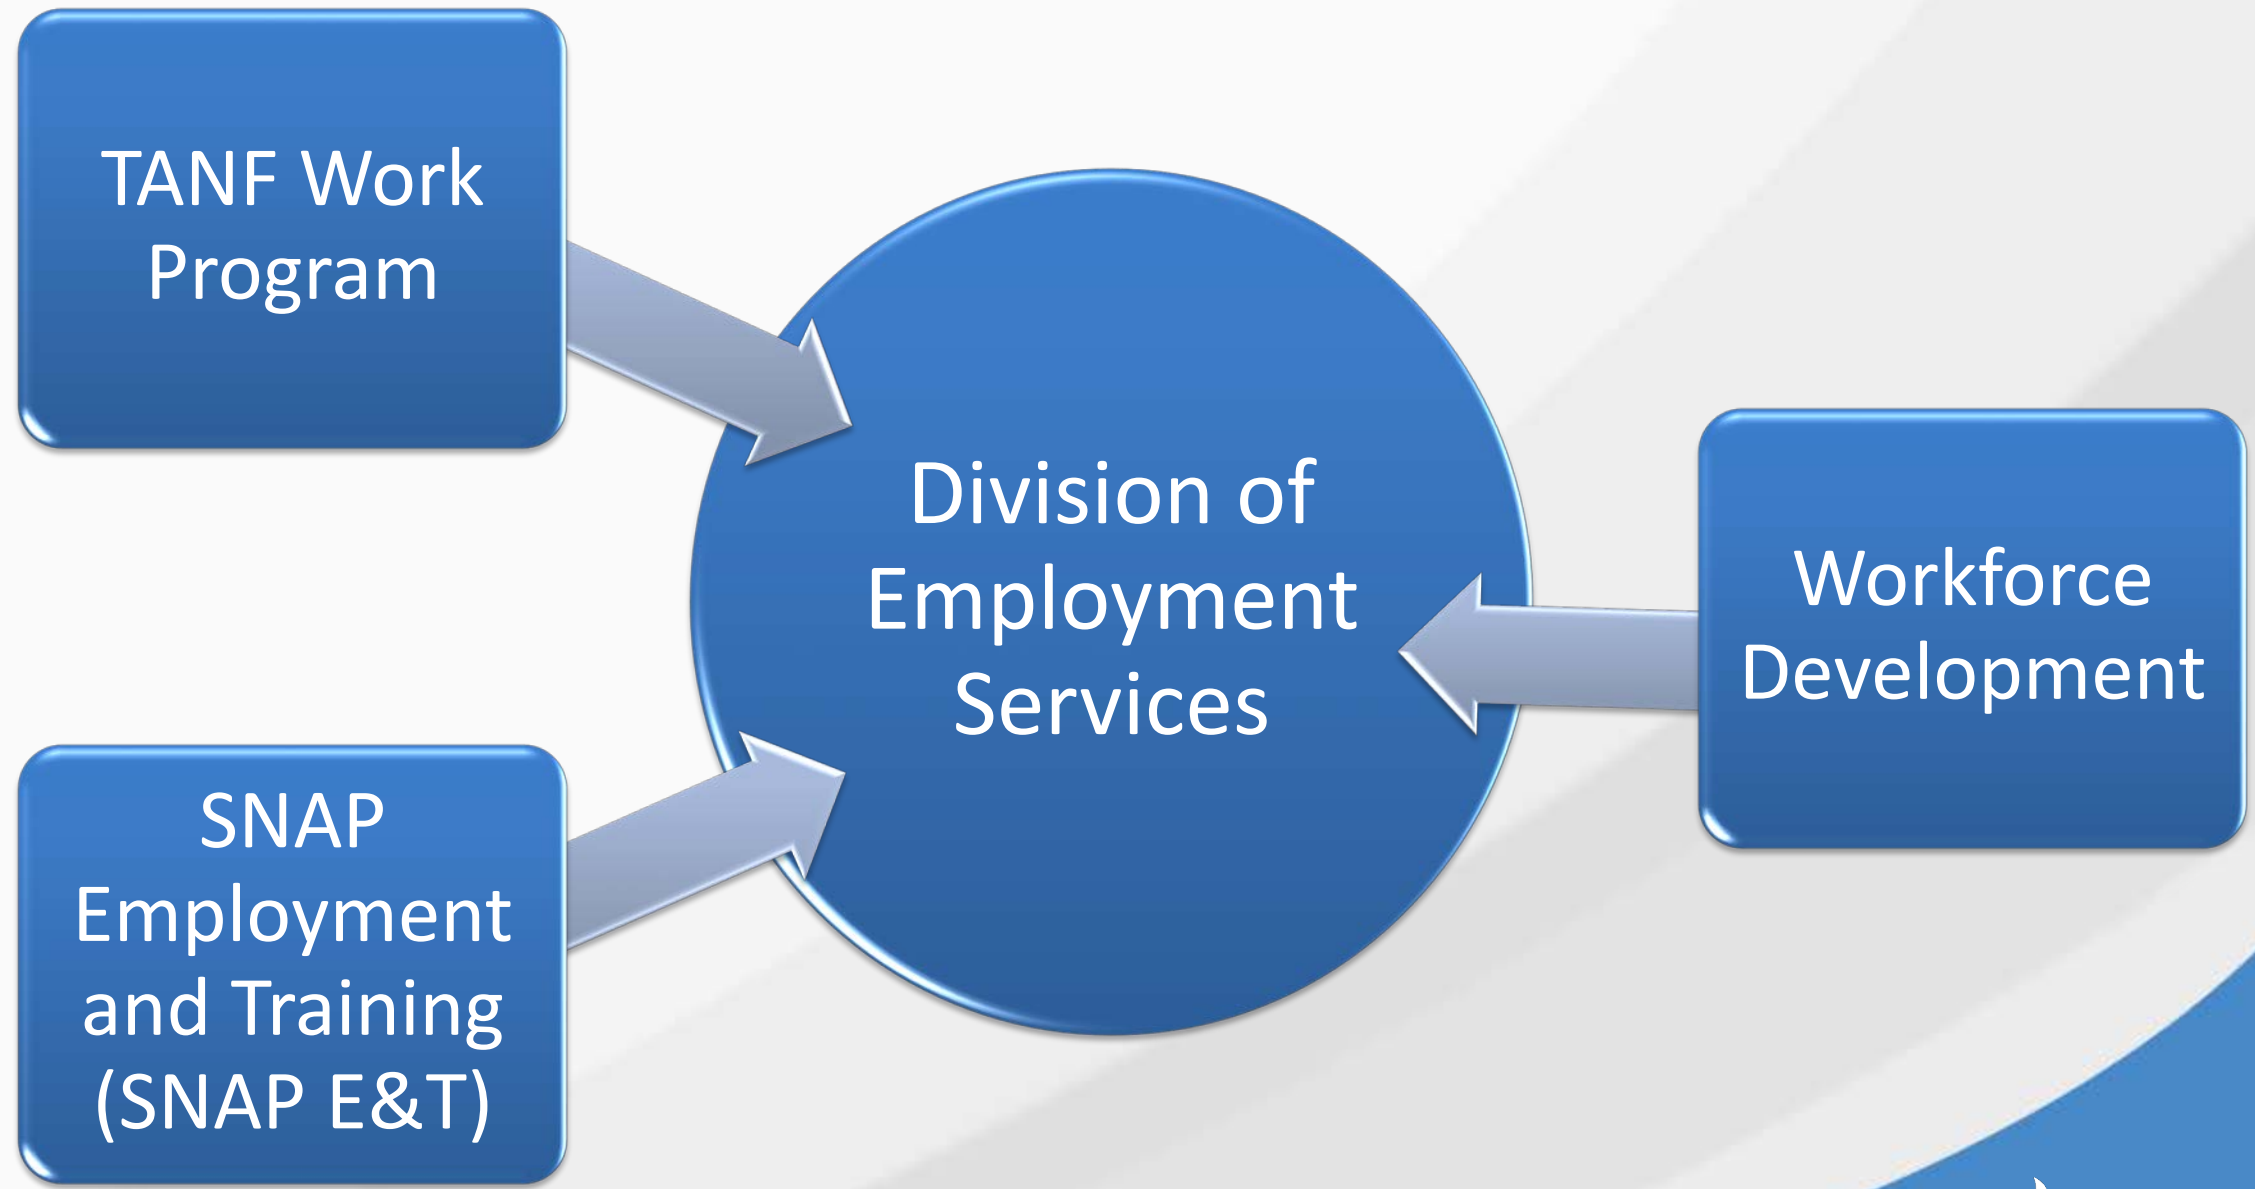 TANF Work
Program
Division of
Employment
Services
Workforce
Development
SNAP
Employment
and Training
(SNAP E&T)